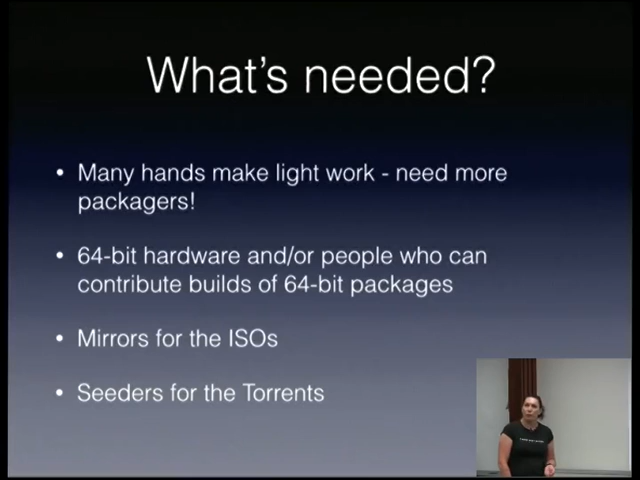 What's needed?
• Many hands make light work - need more
packagers!
• 64-bit hardware and/or people who can
contribute builds of 64-bit packages
• Mirrors for the ISOs
• Seeders for the Torrents